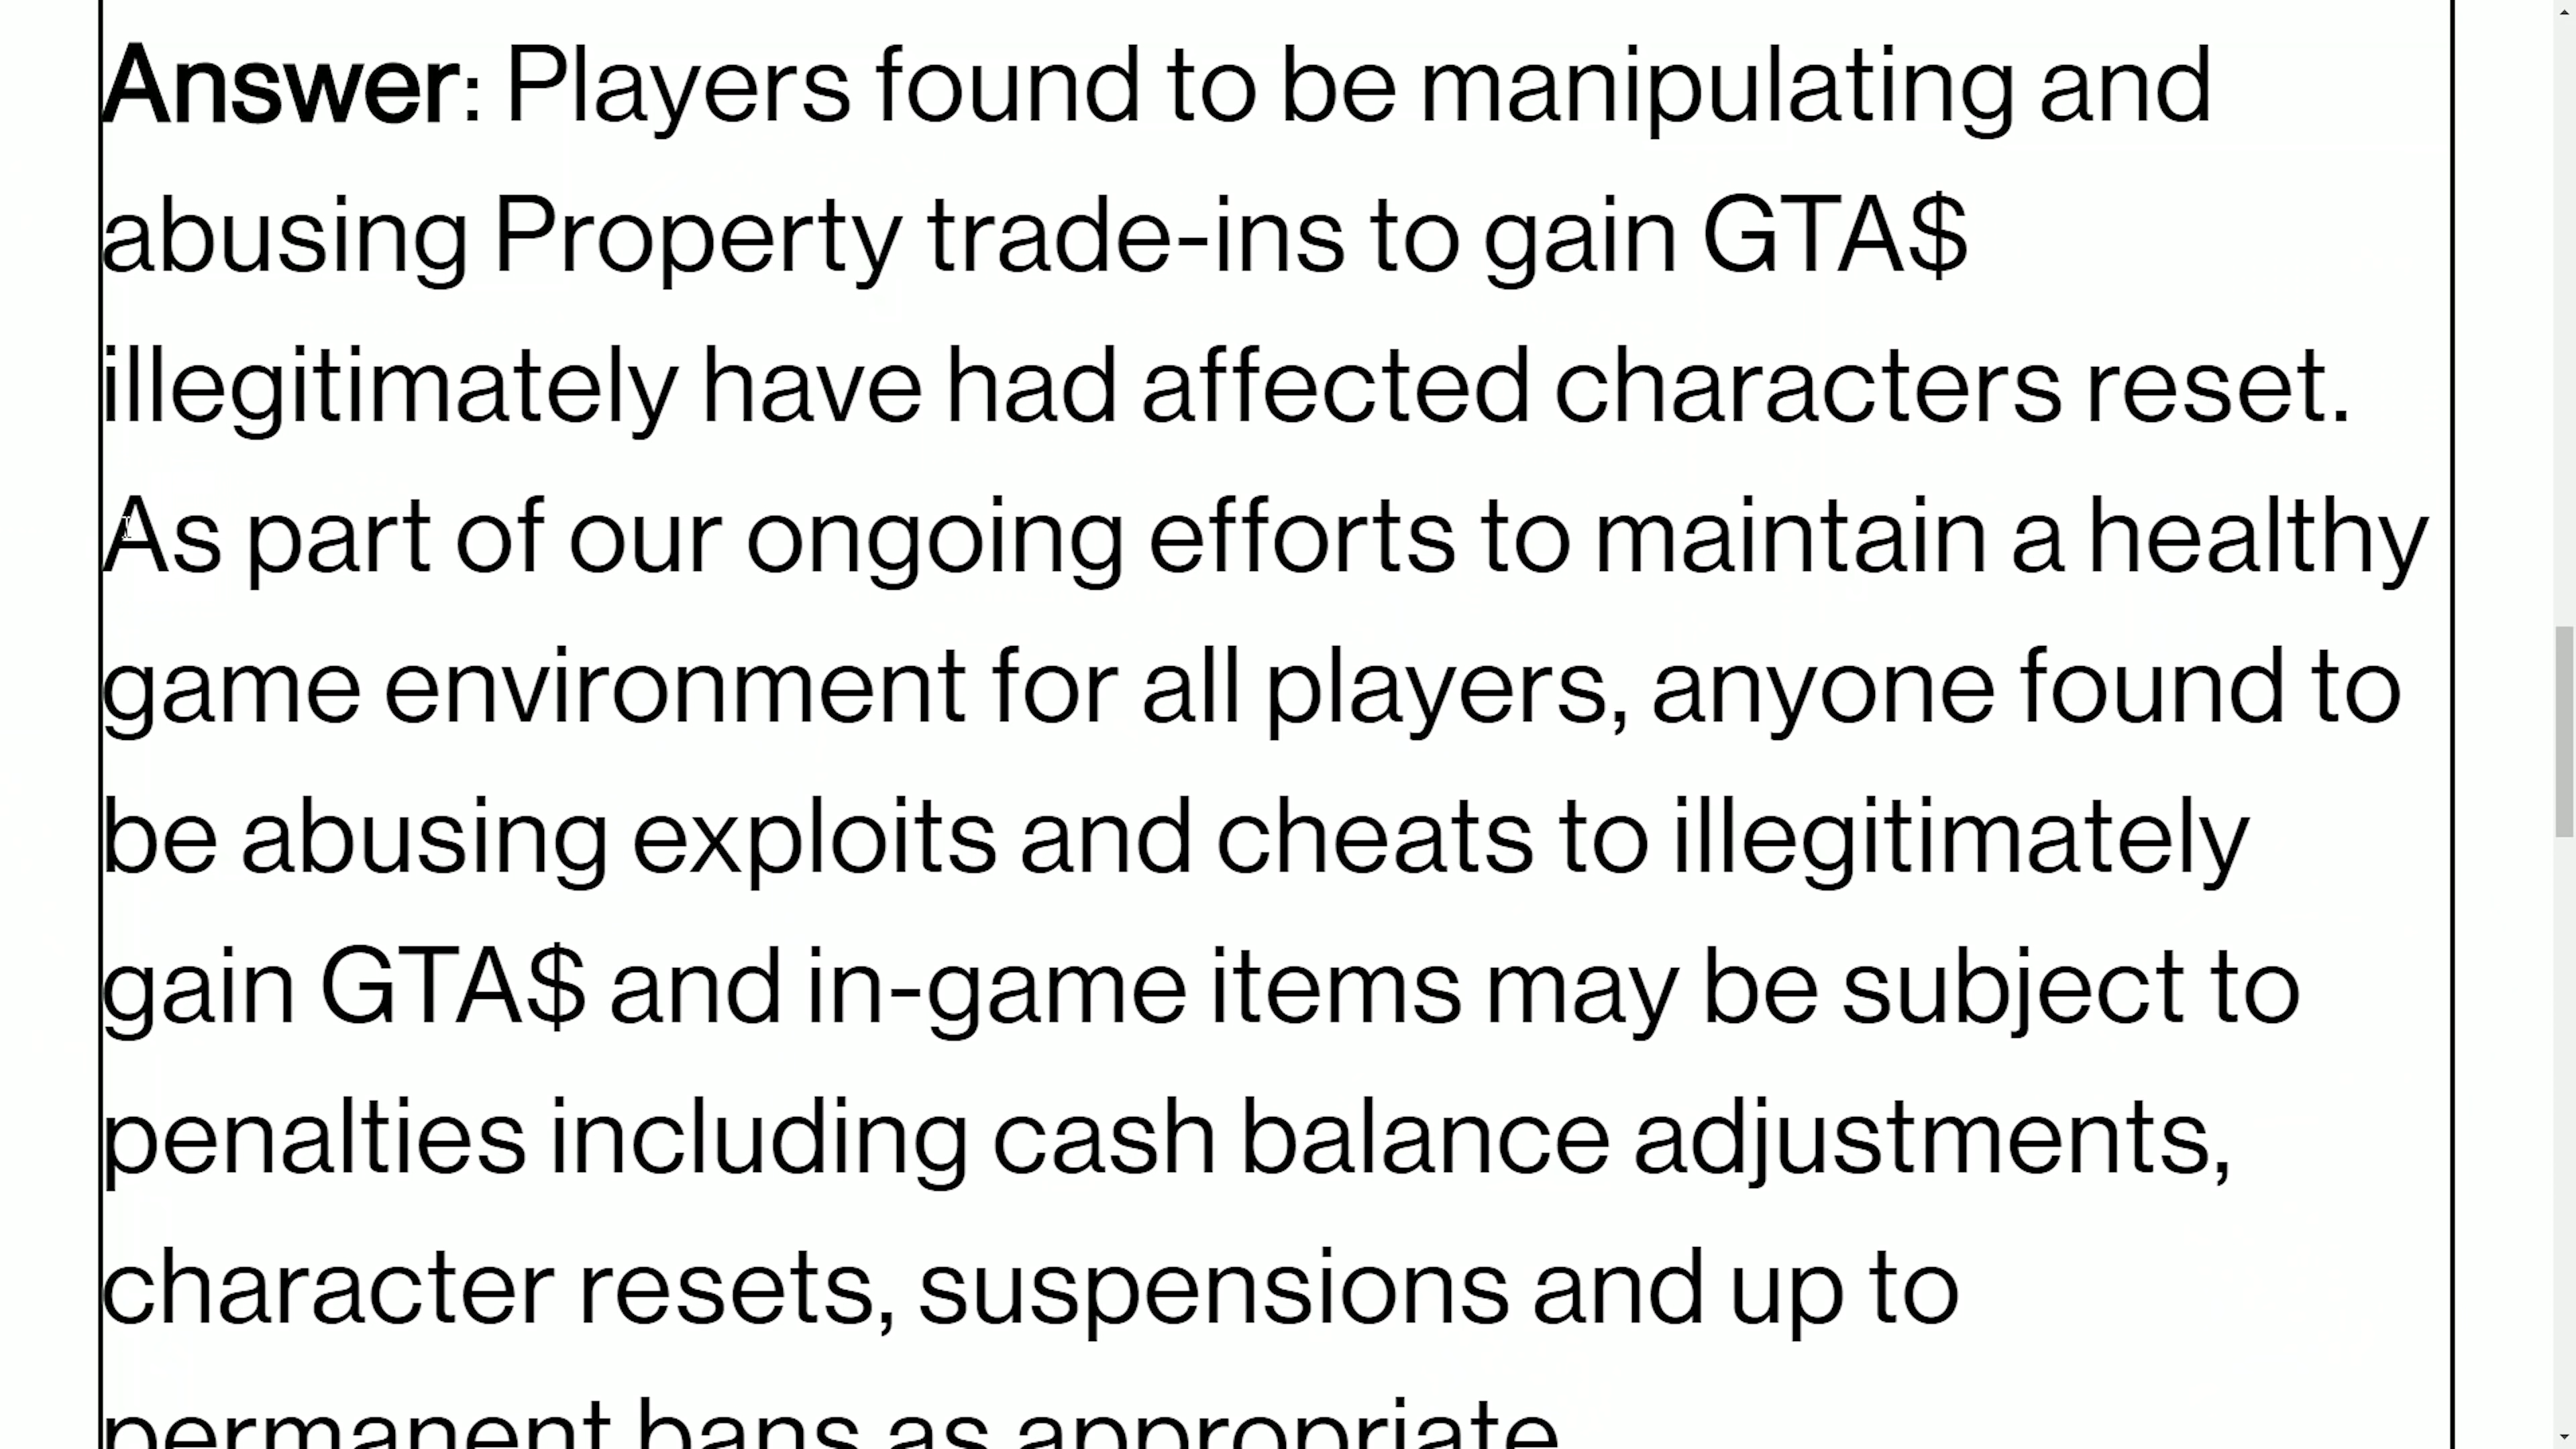 Answer: Players found to be manipulating and
abusing Property trade-ins to gain GTA$
illegitimately have had affected characters reset.
As part of our ongoing efforts to maintain a healthy
game environment for all players, anyone found to
be abusing exploits and cheats to illegitimately
gain GTA$ and in-game items may be subject to
penalties including cash balance adjustments,
character resets, suspensions and up to
permanent bans as appropriate